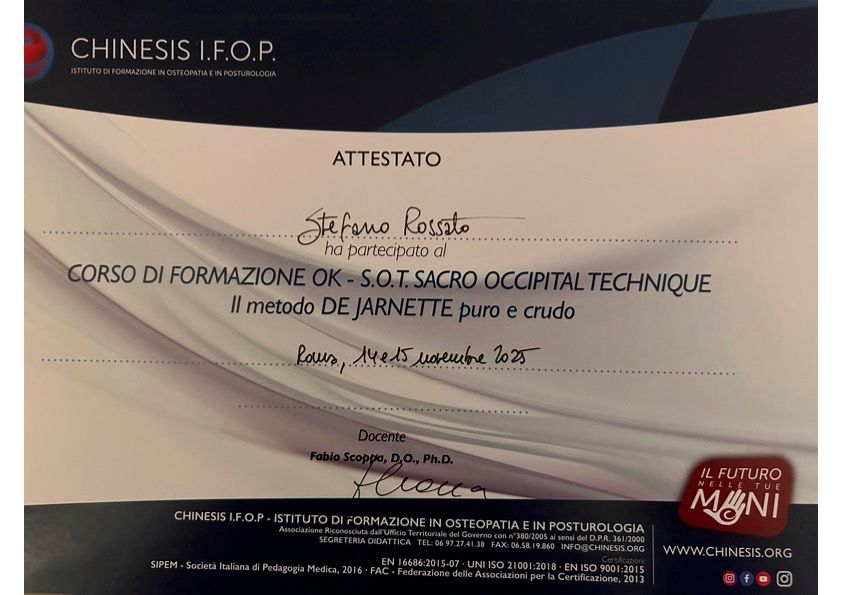 CHINESIS I.F.O.P.
ISTITUTO DI FORMAZIONE IN OSTEOPATIA E IN POSTUROLOGIA
ATTESTATO
Stefano Rossato
ha partecipato al
CORSO DI FORMAZIONE OK - S.O.T. SACRO OCCIPITAL TECHNIQUE
Il metodo DE JARNETTE puro e crudo
Roma, 14 e 15 novembre 2025
Docente
Fabio Scoppa, D.O., Ph.D.
IL FUTURO
NELLE TUE
MANI
CHINESIS I.F.O.P - ISTITUTO DI FORMAZIONE IN OSTEOPATIA E IN POSTUROLOGIA
Associazione Riconosciuta dall'Ufficio Territoriale del Governo con n°380/2005 ai sensi del D.P.R. 361/2000
SEGRETERIA DIDATTICA TEL: 06 97.27.41.38 FAX: 06.58.19.860 INFO@CHINESIS.ORG
WWW.CHINESIS.ORG
Certificazioni
EN 16686:2015-07 · UNI ISO 21001:2018 · EN ISO 9001:2015
SIPEM - Società Italiana di Pedagogia Medica, 2016 · FAC - Federazione delle Associazioni per la Certificazione, 2013